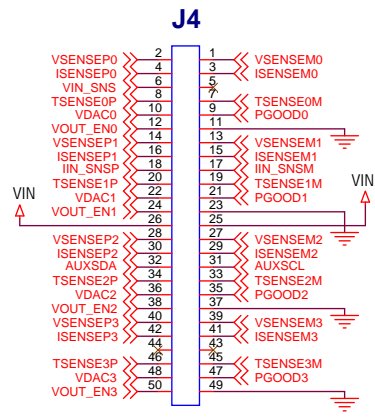 J4
VSENSEP0 2 1 VSENSEM0
ISENSEP0 4 3 ISENSEM0
VIN_SNS 6 5
TSENSE0P 8 7 TSENSE0M
VDAC0 10 9 PGOOD0
VOUT_EN0 12 11
VSENSEP1 14 13 VSENSEM1
ISENSEP1 16 15 ISENSEM1
IIN_SNSP 18 17 IIN_SNSM
TSENSE1P 20 19 TSENSE1M
VIN VDAC1 22 21 PGOOD1 VIN
VOUT_EN1 24 23
26 25
VSENSEP2 28 27 VSENSEM2
ISENSEP2 30 29 ISENSEM2
AUXSDA 32 31 AUXSCL
TSENSE2P 34 33 TSENSE2M
VDAC2 36 35 PGOOD2
VOUT_EN2 38 37
VSENSEP3 40 39 VSENSEM3
ISENSEP3 42 41 ISENSEM3
44 43
TSENSE3P 46 45 TSENSE3M
VDAC3 48 47 PGOOD3
VOUT_EN3 50 49